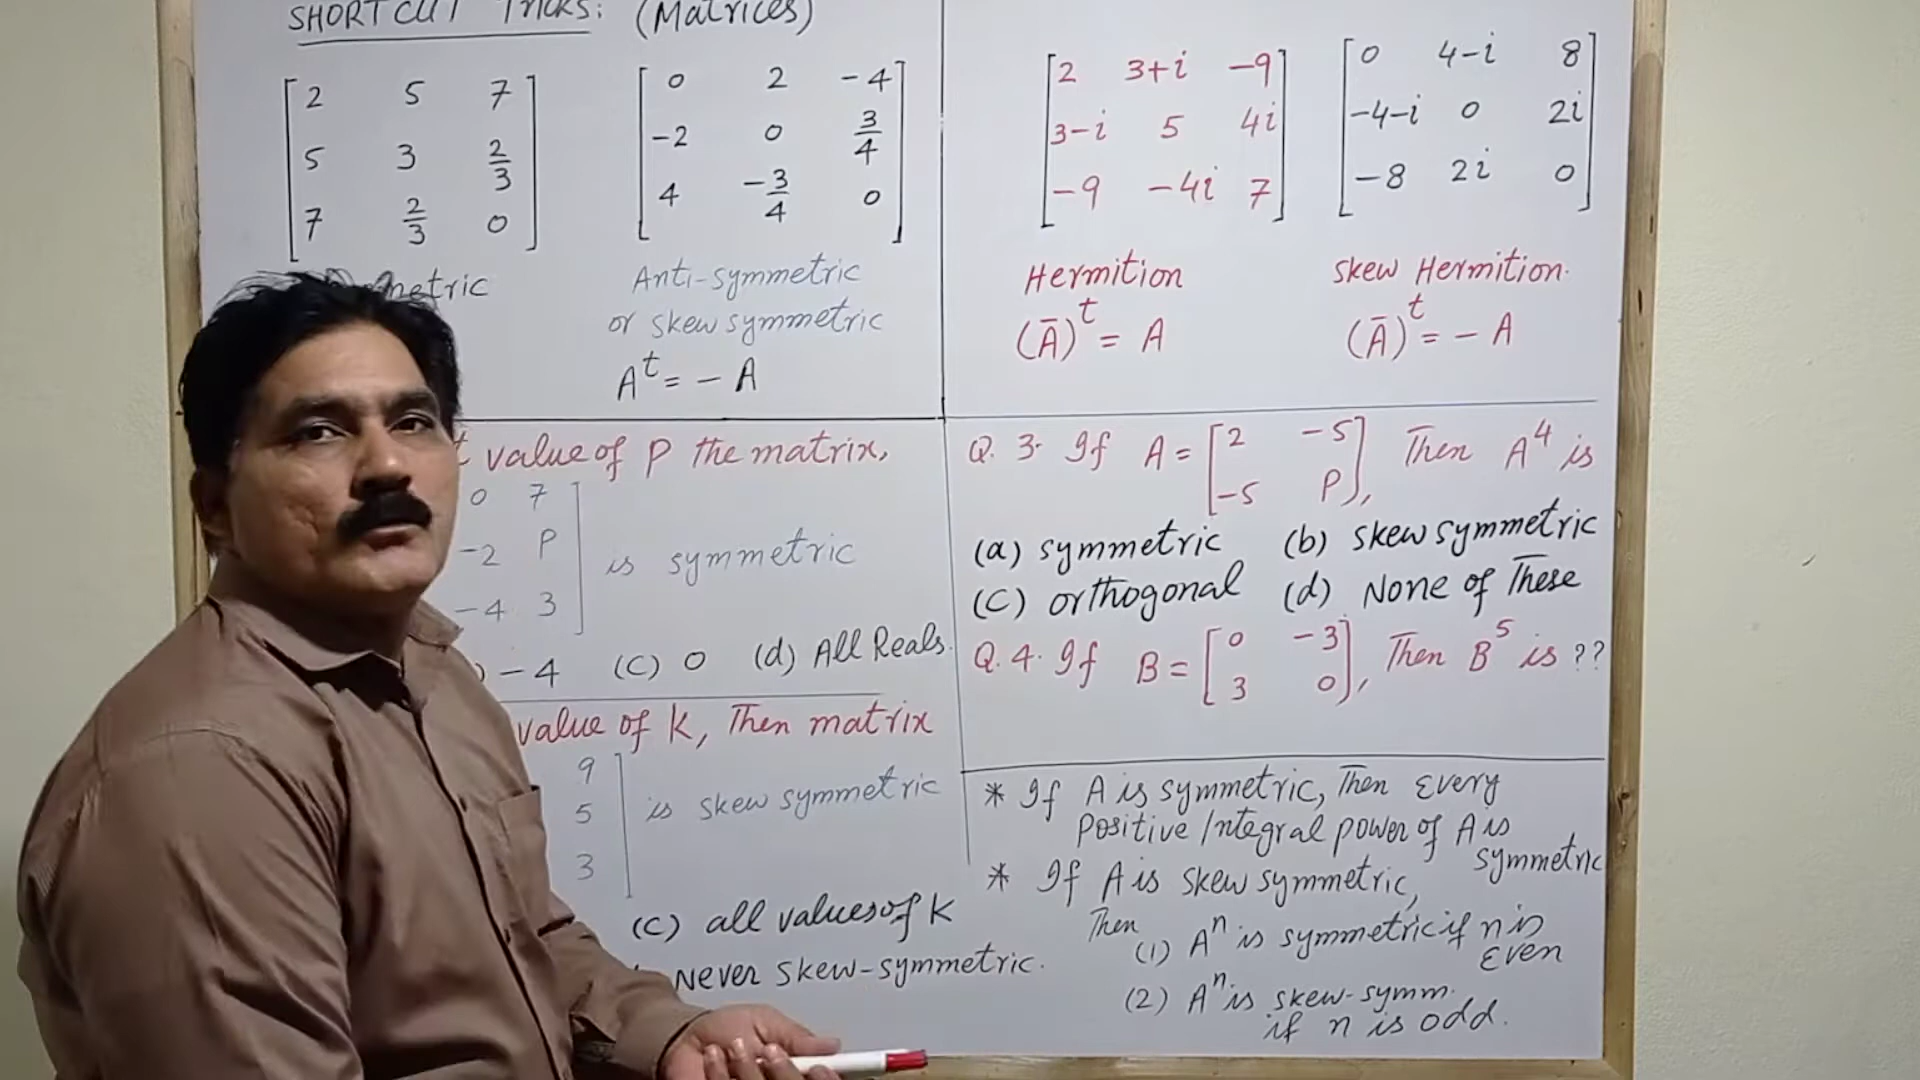 SHORTCUT Tricks: (Matrices)
2 5 7
5 3 2/3
7 2/3 0
0 2 -4
-2 0 3/4
4 -3/4 0
Anti-symmetric
or skew symmetric
A^t = - A
2 3+i -9
3-i 5 4i
-9 -4i 7
Hermition
(Ā)^t = A
0 4-i 8
-4-i 0 2i
-8 2i 0
Skew Hermition.
(Ā)^t = - A
value of P the matrix,
0 7
-2 P
-4 3
is symmetric
-4 (C) 0 (d) All Reals.
value of K, Then matrix
9
5
3
is skew symmetric
(C) all values of K
Never skew-symmetric.
Q. 3. If A = [2 -5
-5 P], Then A^4 is
(a) symmetric (b) skew symmetric
(C) orthogonal (d) None of These
Q. 4. If B = [0 -3
3 0], Then B^5 is ??
* If A is symmetric, Then Every
Positive Integral power of A is
symmetric
* If A is skew symmetric,
Then
(1) A^n is symmetric if n is
Even
(2) A^n is skew-symm.
if n is odd.